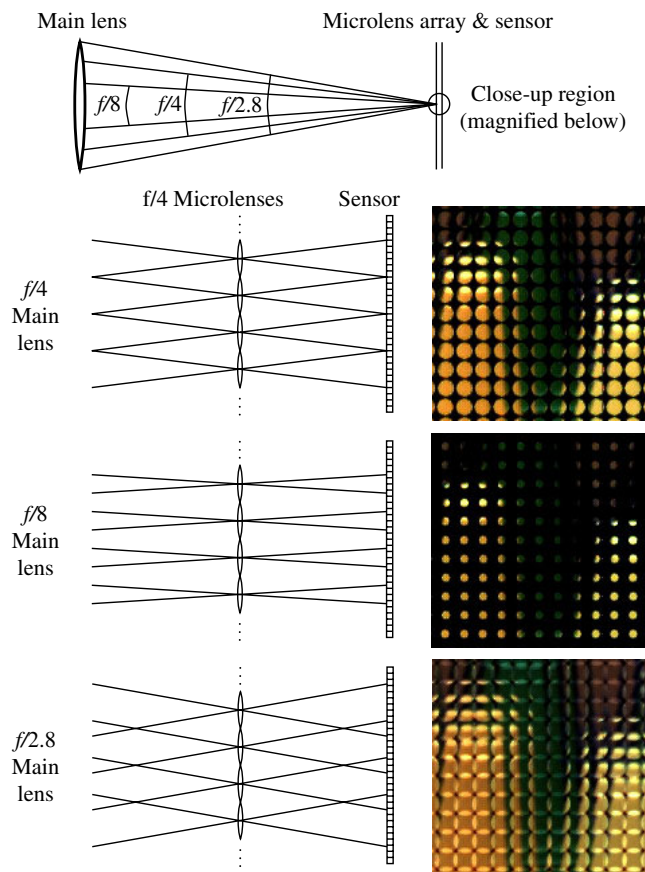 Main lens
Microlens array & sensor
f/8
f/4
f/2.8
Close-up region
(magnified below)
f/4 Microlenses
Sensor
f/4
Main
lens
f/8
Main
lens
f/2.8
Main
lens